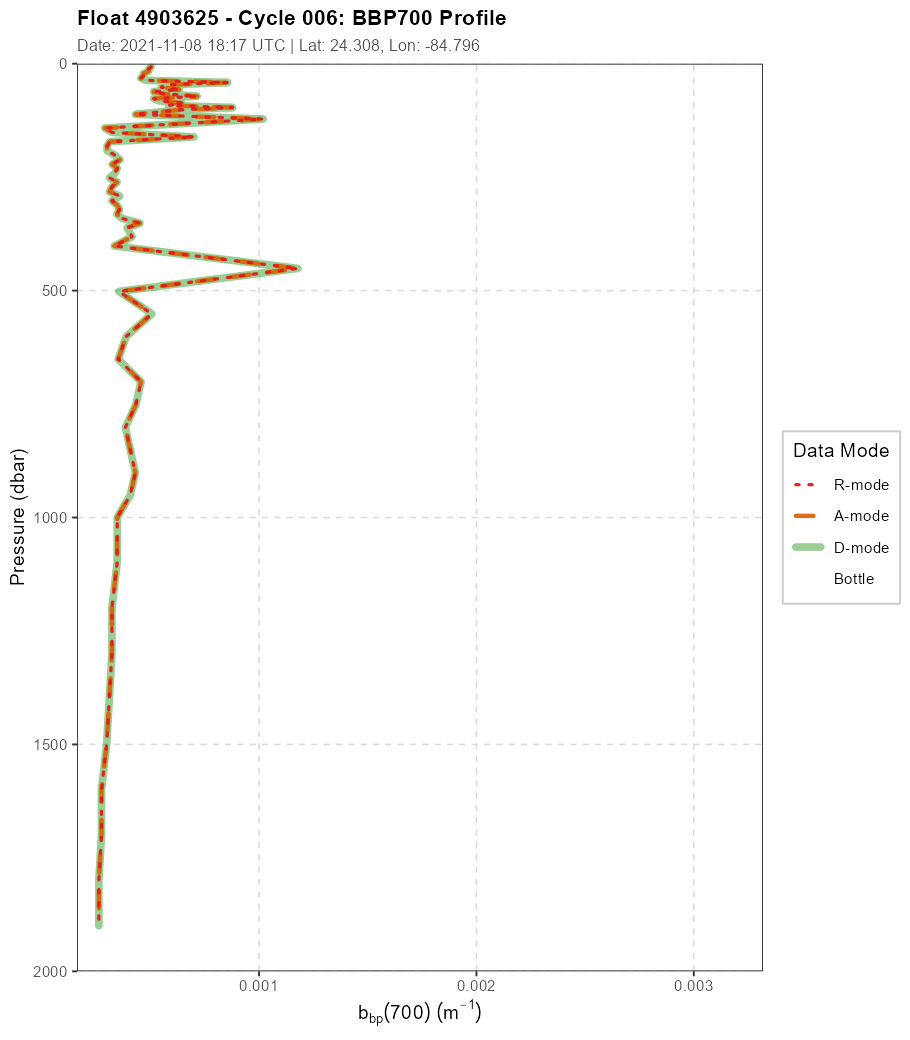 Float 4903625 - Cycle 006: BBP700 Profile
Date: 2021-11-08 18:17 UTC | Lat: 24.308, Lon: -84.796
0
500
1000
1500
2000
Pressure (dbar)
0.001
0.002
0.003
b_bp(700) (m⁻¹)
Data Mode
R-mode
A-mode
D-mode
Bottle